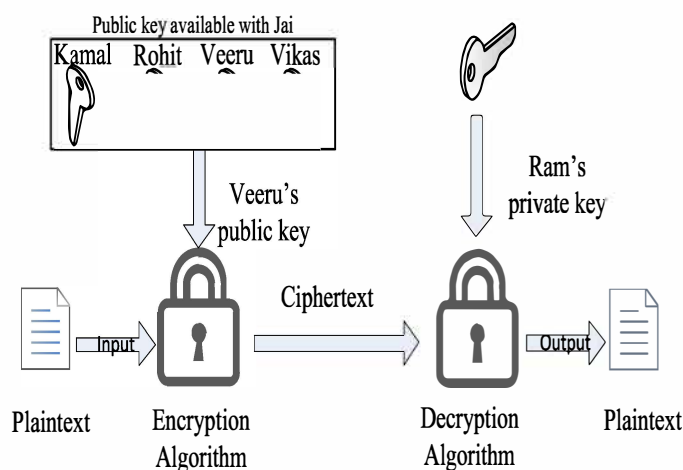 Public key available with Jai
Kamal Rohit Veeru Vikas
Veeru's
public key
Ram's
private key
Ciphertext
Input
Output
Plaintext
Encryption
Algorithm
Decryption
Algorithm
Plaintext